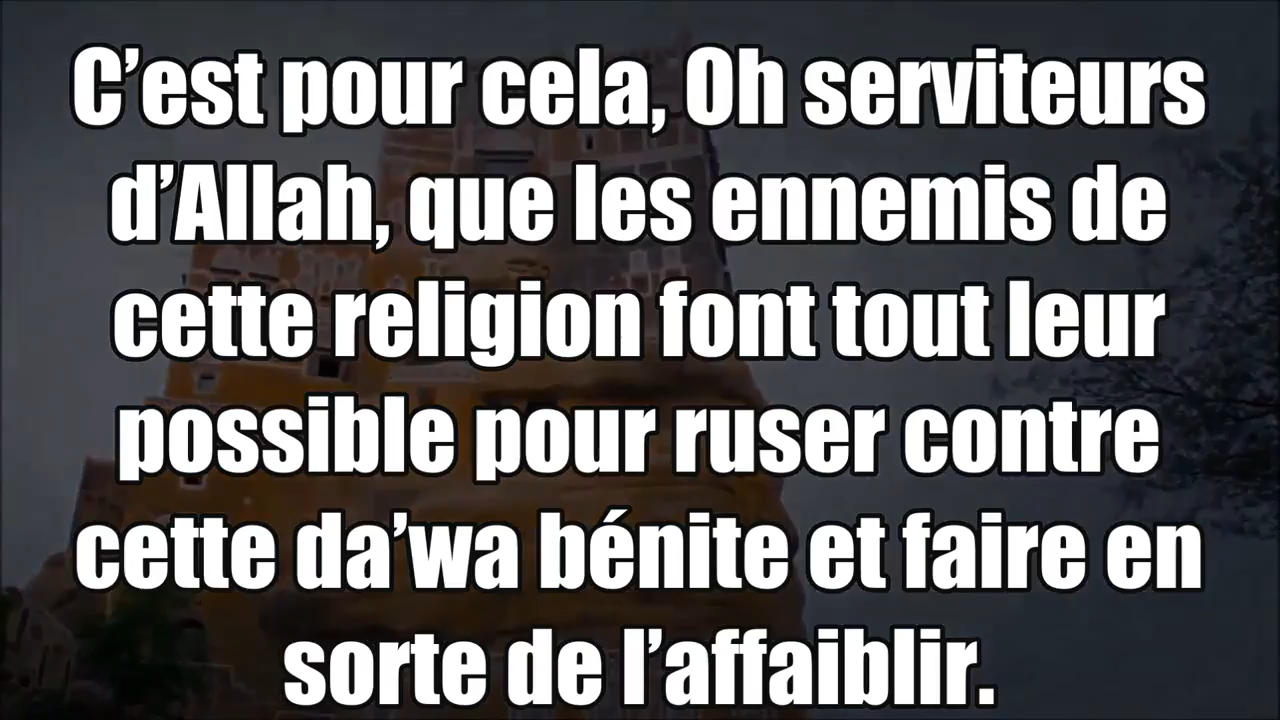 C’est pour cela, Oh serviteurs
d’Allah, que les ennemis de
cette religion font tout leur
possible pour ruser contre
cette da’wa bénite et faire en
sorte de l’affaiblir.